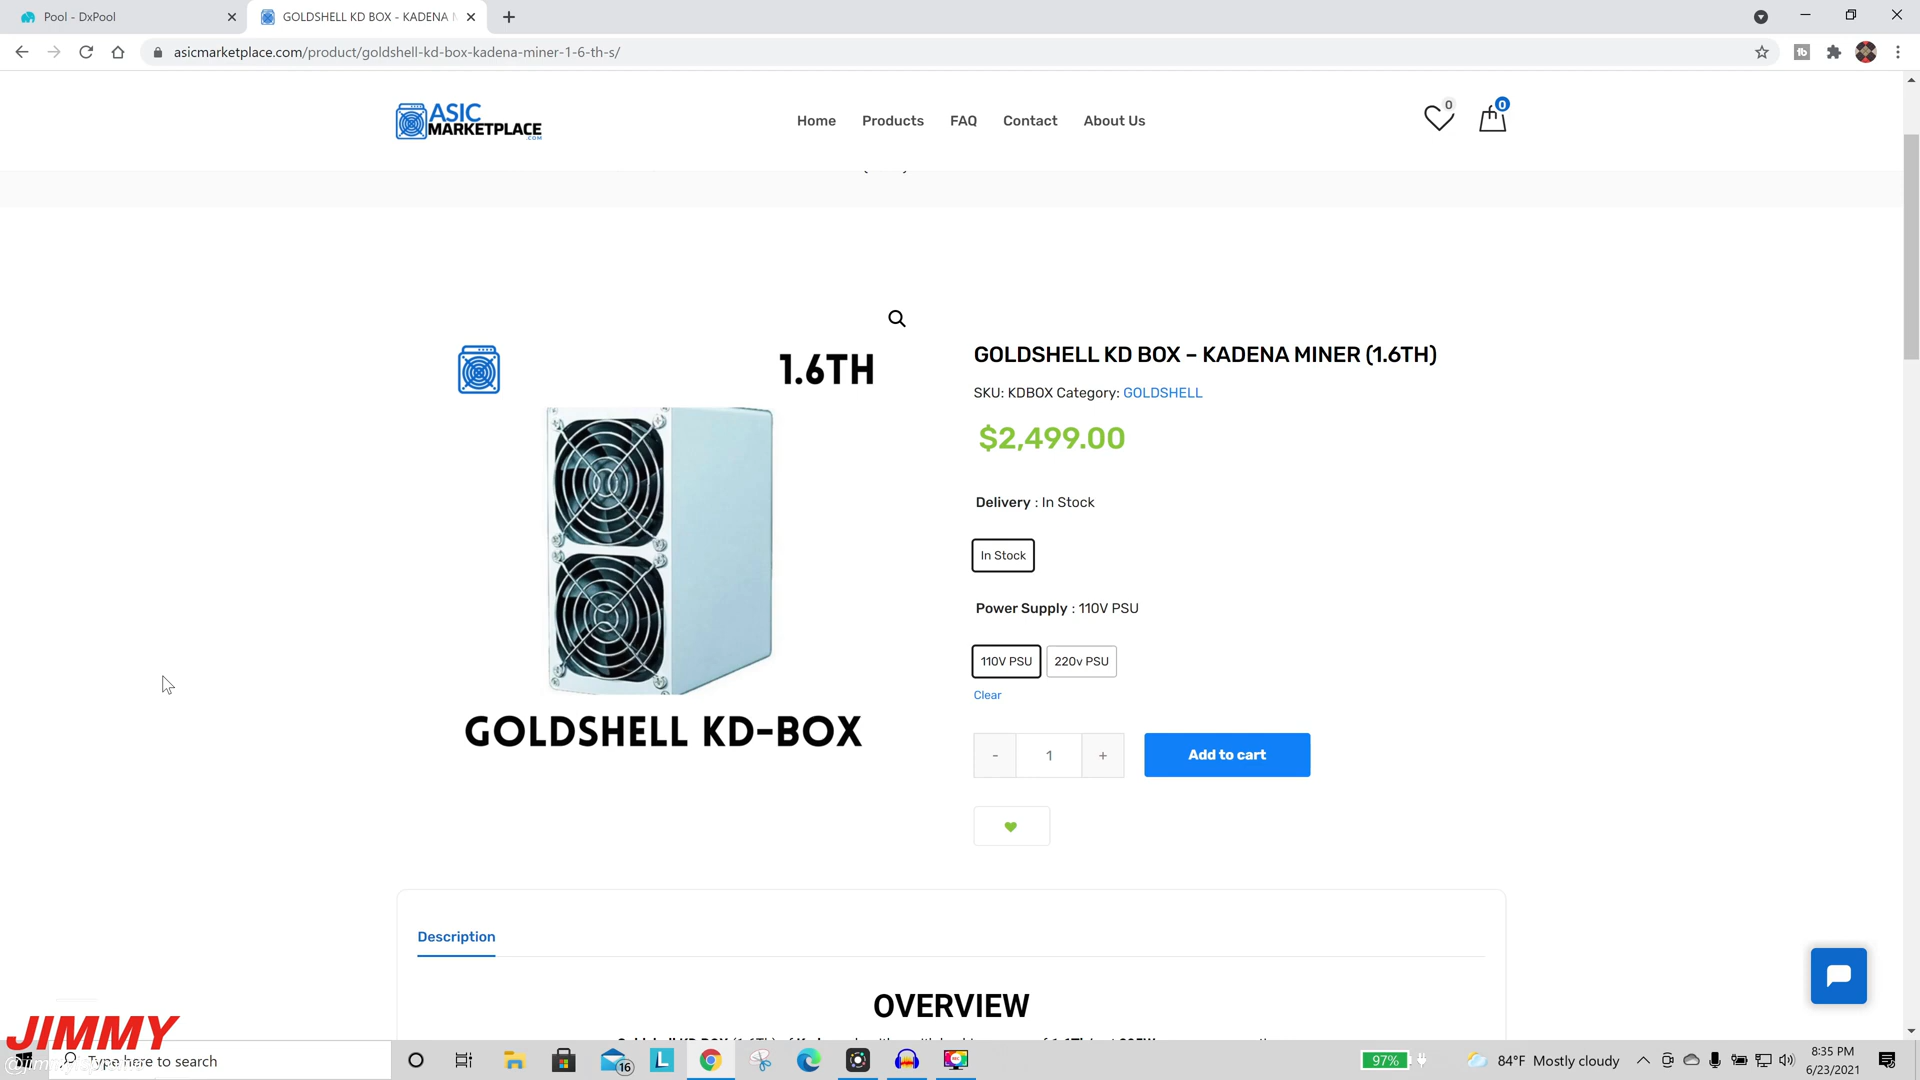 Pool - DxPool
GOLDSHELL KD BOX - KADENA M
asicmarketplace.com/product/goldshell-kd-box-kadena-miner-1-6-th-s/
ASIC
MARKETPLACE
.COM
Home
Products
FAQ
Contact
About Us
0
0
1.6TH
GOLDSHELL KD-BOX
GOLDSHELL KD BOX – KADENA MINER (1.6TH)
SKU: KDBOX Category: GOLDSHELL
$2,499.00
Delivery : In Stock
In Stock
Power Supply : 110V PSU
110V PSU
220v PSU
Clear
- 1 +
Add to cart
Description
OVERVIEW
JIMMY
Type here to search
16
L
97%
84°F Mostly cloudy
8:35 PM
6/23/2021